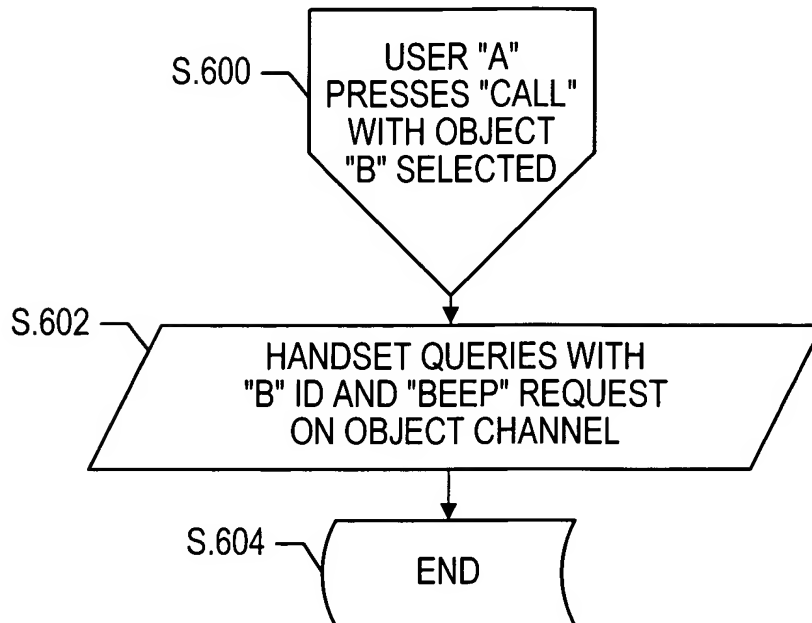 S.600
USER "A"
PRESSES "CALL"
WITH OBJECT
"B" SELECTED
S.602
HANDSET QUERIES WITH
"B" ID AND "BEEP" REQUEST
ON OBJECT CHANNEL
S.604
END